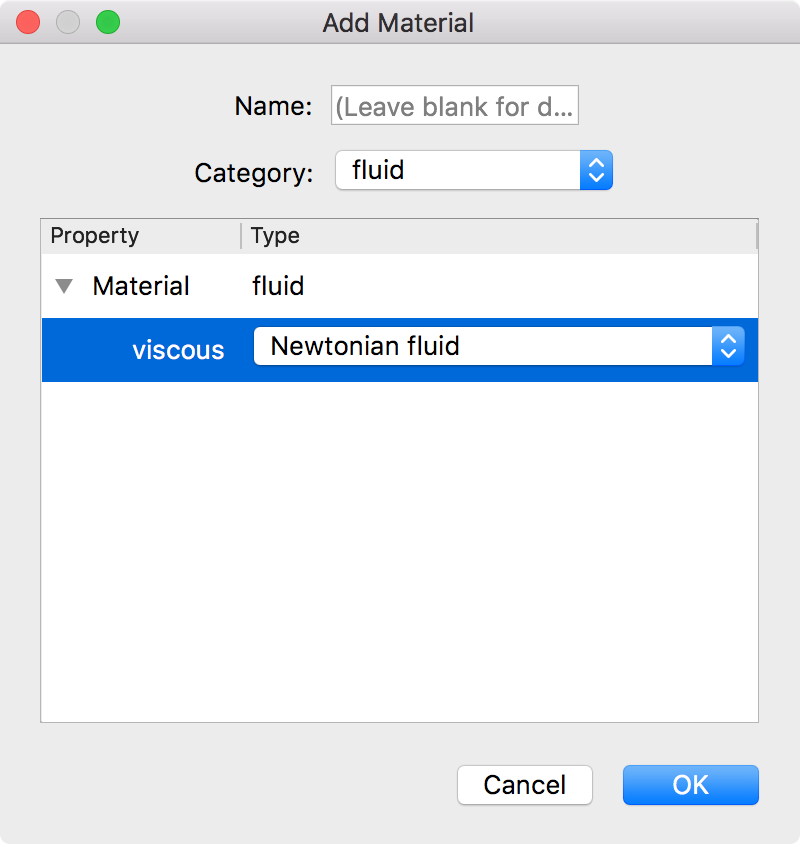 Add Material
Name: (Leave blank for d...
Category: fluid
Property Type
Material fluid
viscous Newtonian fluid
Cancel OK